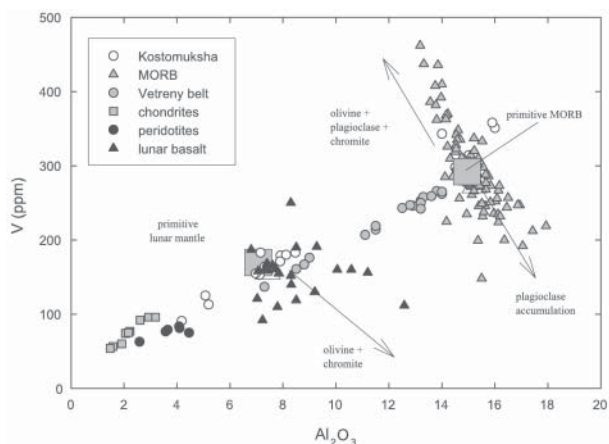 500
400
300
200
100
0
V (ppm)
Kostomuksha
MORB
Vetreny belt
chondrites
peridotites
lunar basalt
olivine +
plagioclase +
chromite
primitive MORB
primitive
lunar mantle
plagioclase
accumulation
olivine +
chromite
0 2 4 6 8 10 12 14 16 18 20
Al2O3